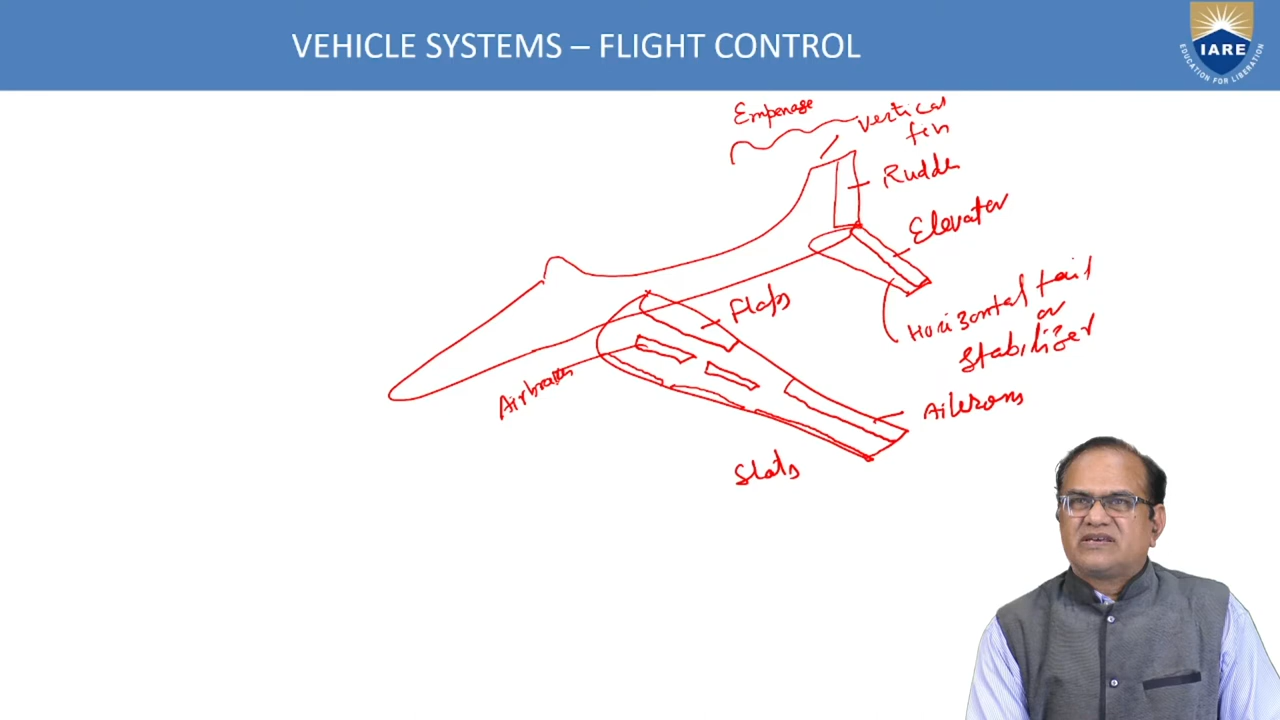 VEHICLE SYSTEMS – FLIGHT CONTROL
IARE
EDUCATION FOR LIBERATION
Empenage
Vertical
fin
Rudder
Elevator
Horizontal tail
or
Stabilizer
Flaps
Airbrakes
Ailerons
Slats